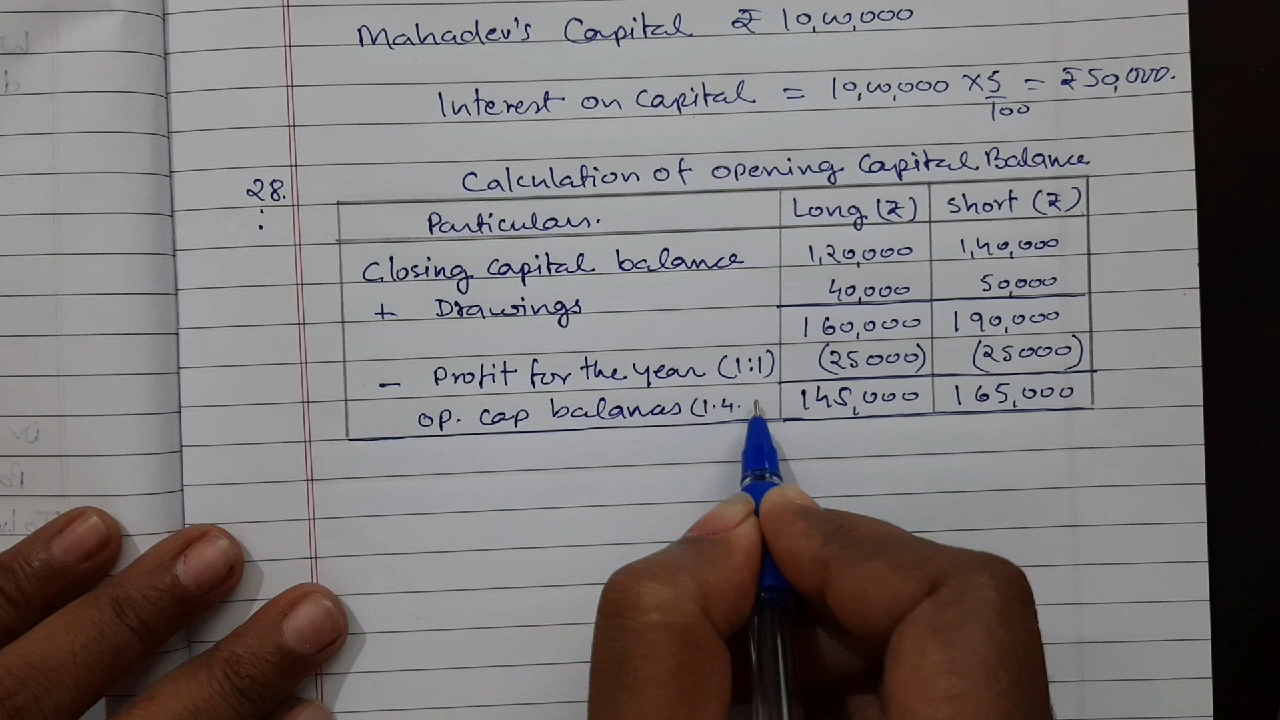 Mahadev's Capital ₹ 10,00,000
Interest on Capital = 10,00,000 × 5/100 = ₹50,000.
28. Calculation of opening Capital Balance
Particulars. Long (₹) Short (₹)
Closing capital balance 1,20,000 1,40,000
+ Drawings 40,000 50,000
160,000 190,000
- Profit for the year (1:1) (25000) (25000)
op. cap balances (1.4. 145,000 165,000